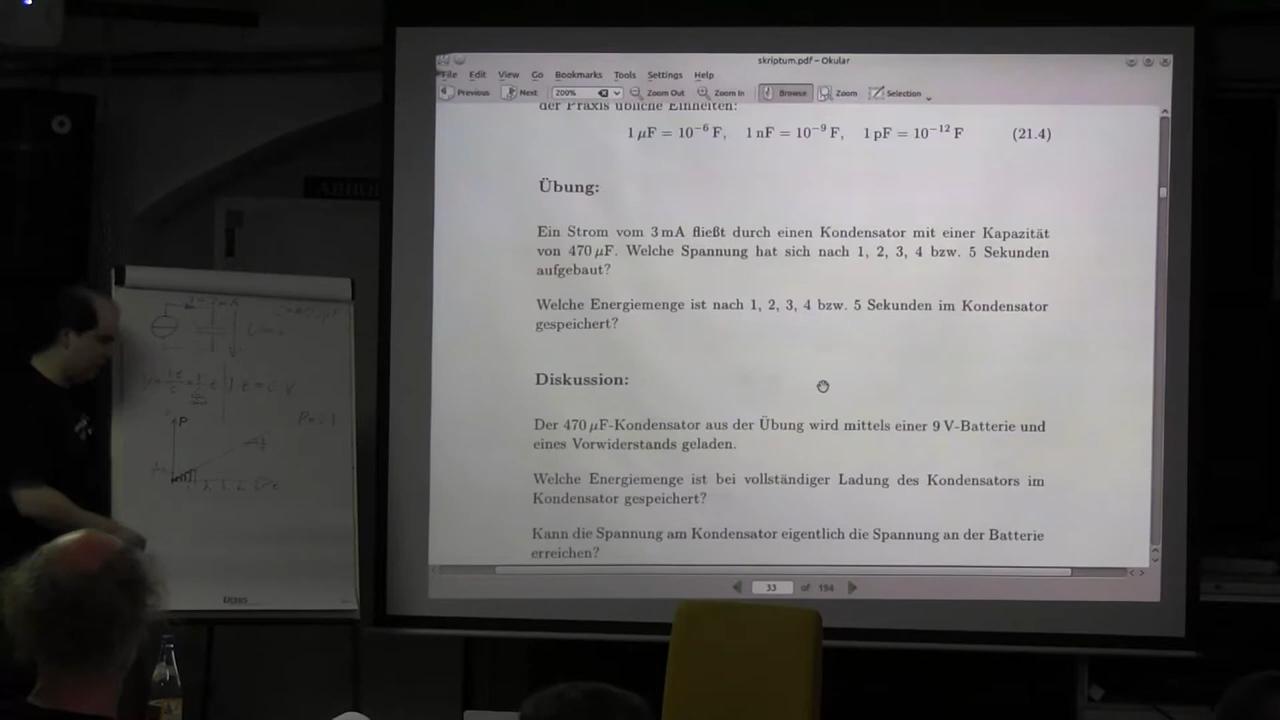 skriptum.pdf – Okular
File Edit View Go Bookmarks Tools Settings Help
Previous Next 200% Zoom Out Zoom In Browse Zoom Selection
der Praxis übliche Einheiten:
1 μF = 10⁻⁶ F, 1 nF = 10⁻⁹ F, 1 pF = 10⁻¹² F (21.4)
Übung:
Ein Strom vom 3 mA fließt durch einen Kondensator mit einer Kapazität
von 470 μF. Welche Spannung hat sich nach 1, 2, 3, 4 bzw. 5 Sekunden
aufgebaut?
Welche Energiemenge ist nach 1, 2, 3, 4 bzw. 5 Sekunden im Kondensator
gespeichert?
Diskussion:
Der 470 μF-Kondensator aus der Übung wird mittels einer 9 V-Batterie und
eines Vorwiderstands geladen.
Welche Energiemenge ist bei vollständiger Ladung des Kondensators im
Kondensator gespeichert?
Kann die Spannung am Kondensator eigentlich die Spannung an der Batterie
erreichen?
33 of 194
P